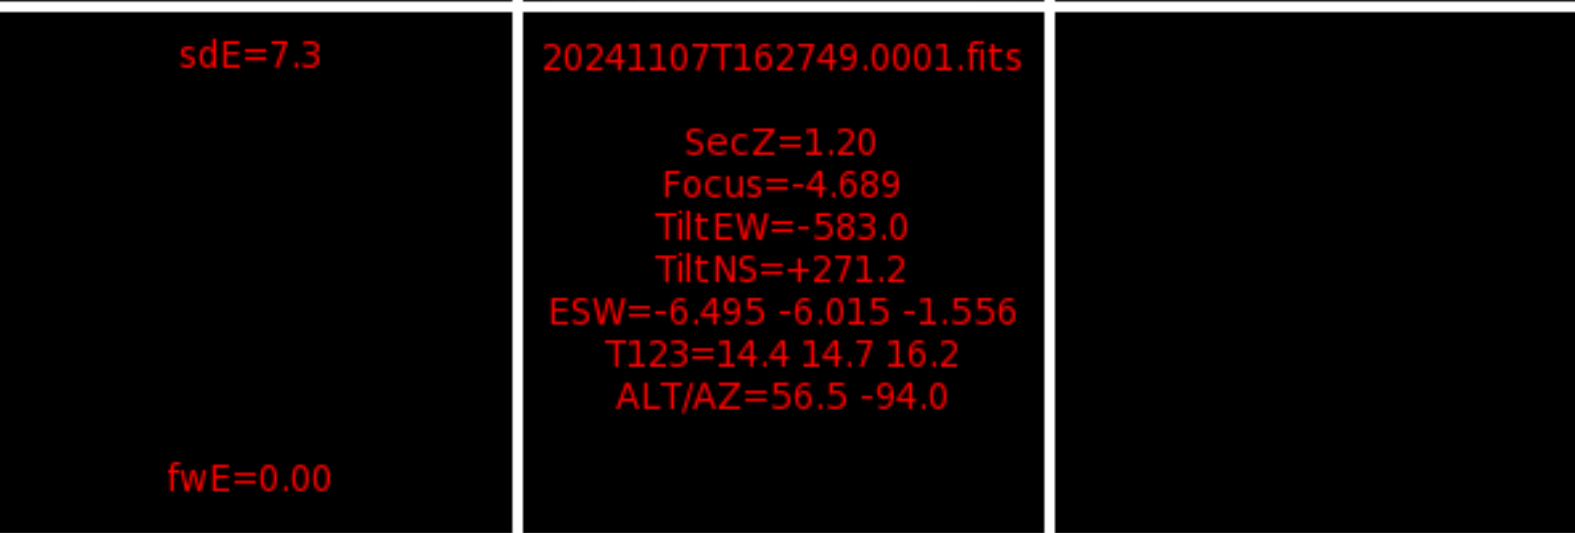 sdE=7.3
fwE=0.00
20241107T162749.0001.fits
SecZ=1.20
Focus=-4.689
TiltEW=-583.0
TiltNS=+271.2
ESW=-6.495 -6.015 -1.556
T123=14.4 14.7 16.2
ALT/AZ=56.5 -94.0